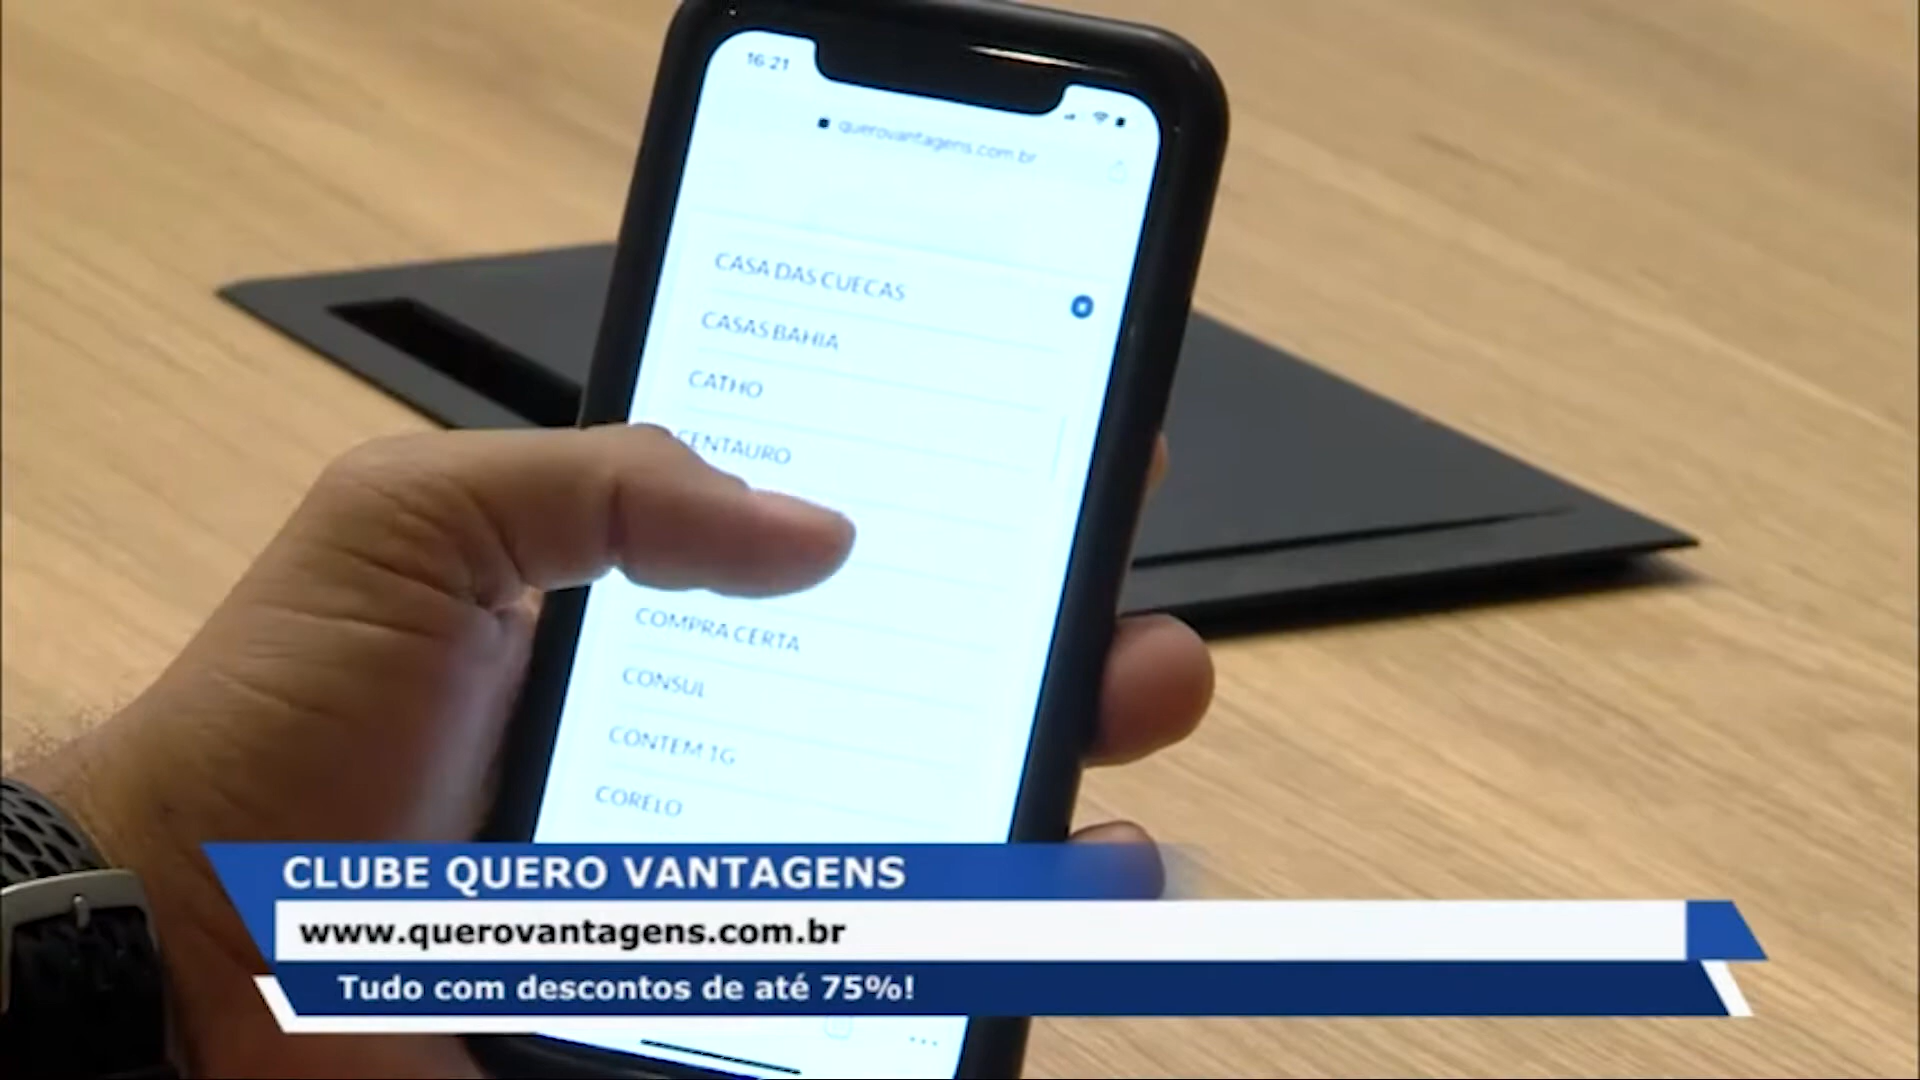 16:21
querovantagens.com.br
CASA DAS CUECAS
CASAS BAHIA
CATHO
CENTAURO
COMPRA CERTA
CONSUL
CONTEM 1G
CORELLO
CLUBE QUERO VANTAGENS
www.querovantagens.com.br
Tudo com descontos de até 75%!